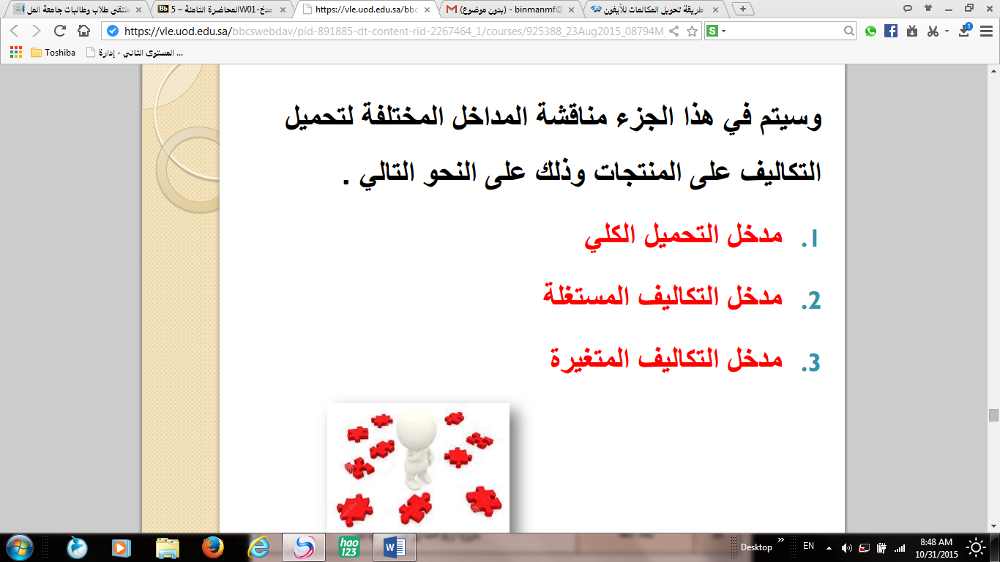 ملتقى طلاب وطالبات جامعة المل
المحاضرة الثامنة – 5
W01-مدخ
https://vle.uod.edu.sa/bbc
(بدون موضوع) - binmanmf@
طريقة تحويل المكالمات للآيفون
https://vle.uod.edu.sa/bbcswebdav/pid-891885-dt-content-rid-2267464_1/courses/925388_23Aug2015_08794M
Toshiba
المستوى الثاني - إدارة ...
وسيتم في هذا الجزء مناقشة المداخل المختلفة لتحميل
التكاليف على المنتجات وذلك على النحو التالي .
1. مدخل التحميل الكلي
2. مدخل التكاليف المستغلة
3. مدخل التكاليف المتغيرة
hao
123
Desktop
EN
8:48 AM
10/31/2015